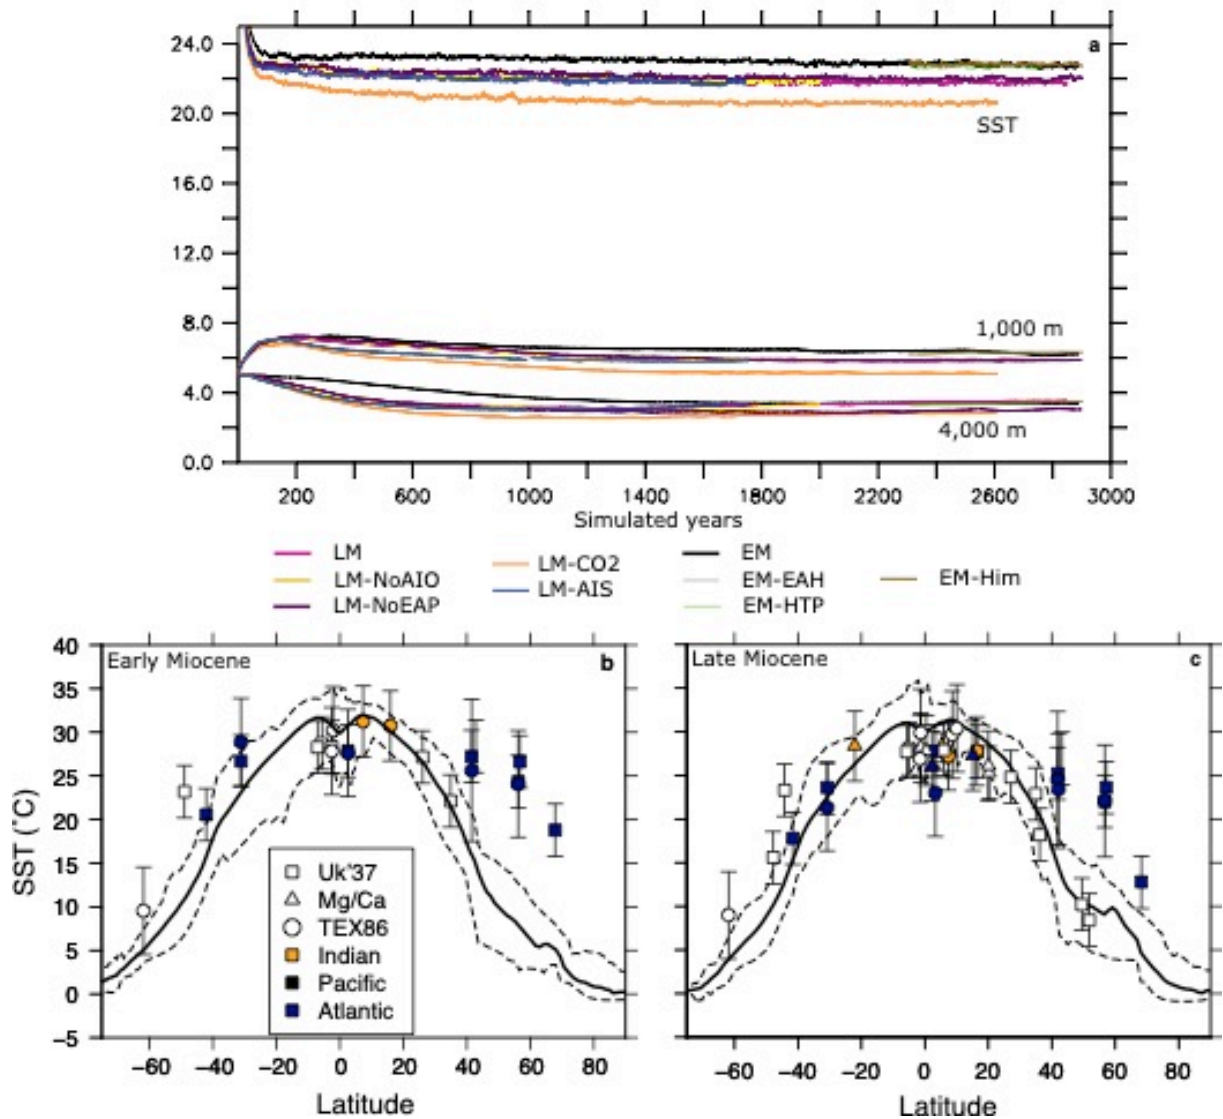 24.0
a
20.0
SST
16.0
12.0
8.0
1,000 m
4.0
4,000 m
0.0
200 600 1000 1400 1800 2200 2600 3000
Simulated years
LM
LM-NoAIO
LM-NoEAP
LM-CO2
LM-AIS
EM
EM-EAH
EM-HTP
EM-Him
Early Miocene
b
40
35
30
25
20
15
10
5
0
−5
SST (˚C)
Uk'37
Mg/Ca
TEX86
Indian
Pacific
Atlantic
−60 −40 −20 0 20 40 60 80
Latitude
Late Miocene
c
−60 −40 −20 0 20 40 60 80
Latitude